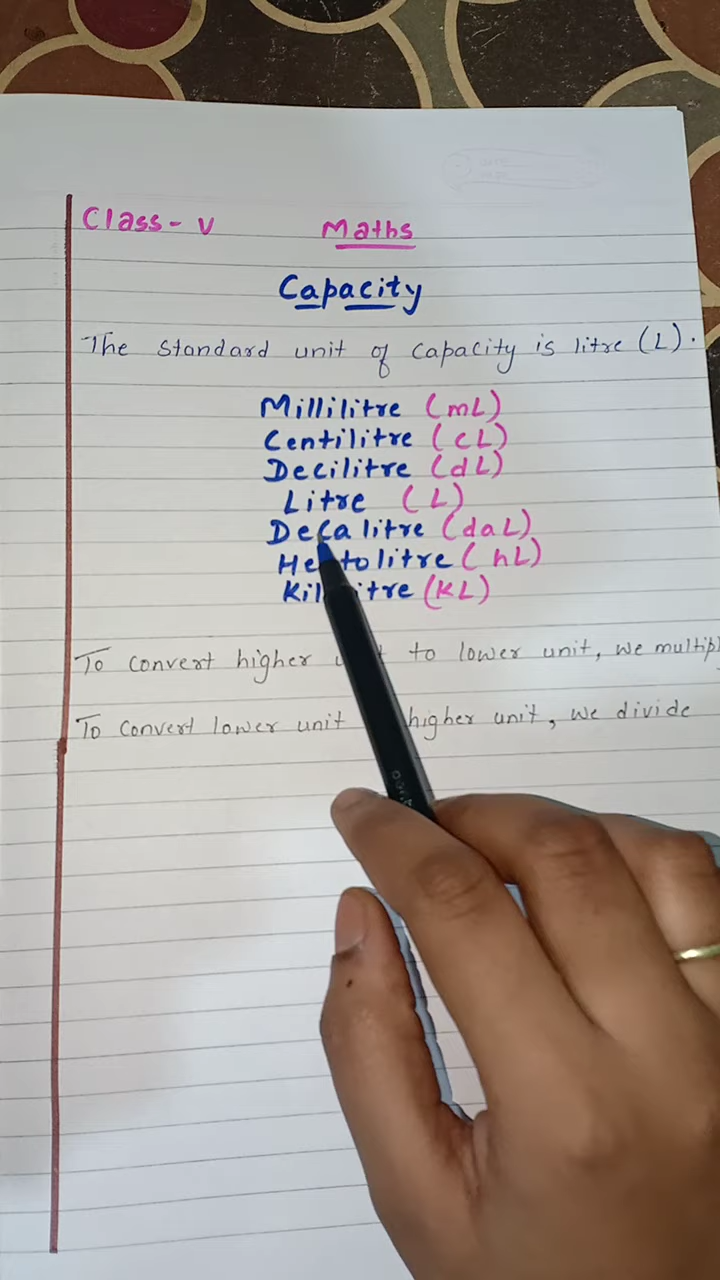 Class - V Maths
Capacity
The standard unit of capacity is litre (L).
Millilitre (mL)
Centilitre (cL)
Decilitre (dL)
Litre (L)
Decalitre (daL)
litre (hL)
(KL)
To convert higher to lower unit, we
To convert lower unit higher unit, we divide